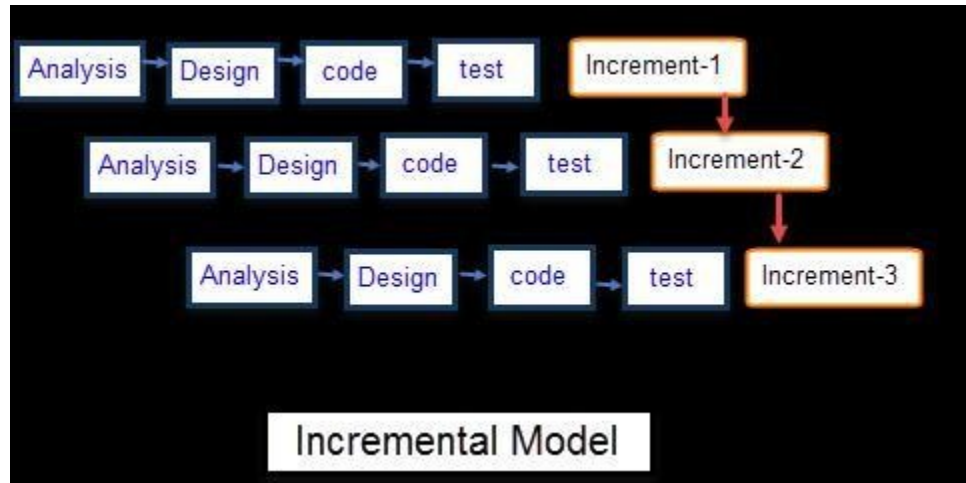 Analysis Design code test Increment-1
Analysis Design code test Increment-2
Analysis Design code test Increment-3
Incremental Model